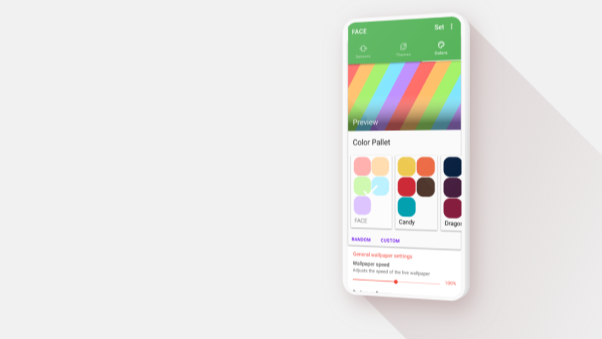 FACE Set
Colors
Preview
Color Pallet
FACE Candy Dragon
RANDOM CUSTOM
General wallpaper settings
Wallpaper speed
Adjusts the speed of the live wallpaper
100%